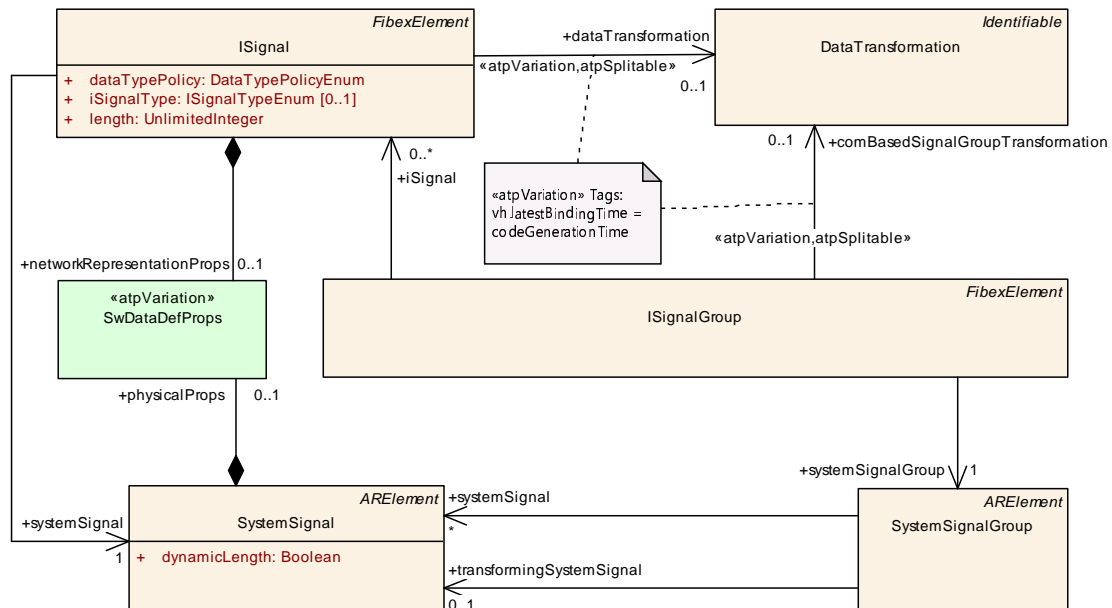 FibexElement
ISignal
+ dataTypePolicy: DataTypePolicyEnum
+ iSignalType: ISignalTypeEnum [0..1]
+ length: UnlimitedInteger
+dataTransformation
«atpVariation,atpSplitable»
0..1
Identifiable
DataTransformation
0..1
+comBasedSignalGroupTransformation
0..*
+iSignal
«atpVariation» Tags:
vh.latestBindingTime =
codeGenerationTime
«atpVariation,atpSplitable»
+networkRepresentationProps
0..1
«atpVariation»
SwDataDefProps
FibexElement
ISignalGroup
+physicalProps
0..1
+systemSignalGroup
1
+systemSignal
1
ARElement
SystemSignal
+ dynamicLength: Boolean
+systemSignal
*
+transformingSystemSignal
0..1
ARElement
SystemSignalGroup